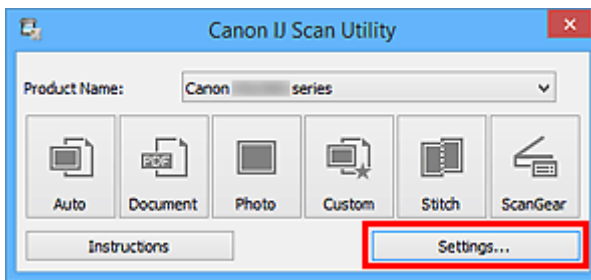 Canon IJ Scan Utility
Product Name: Canon series
Auto Document Photo Custom Stitch ScanGear
PDF
Instructions Settings...